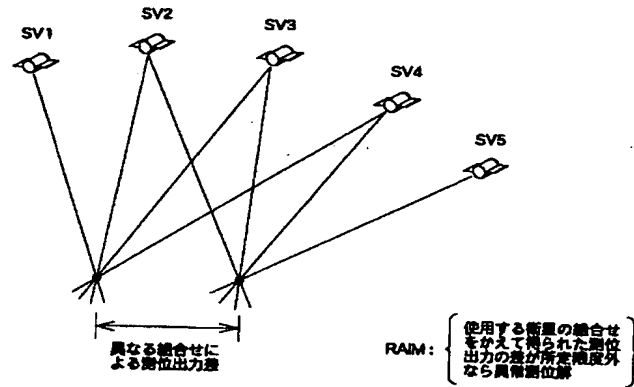 SV1
SV2
SV3
SV4
SV5
異なる組合せに
よる測位出力差
RAIM:
使用する衛星の組合せ
をかえて得られた測位
出力の差が所定限度外
なら異常測位解